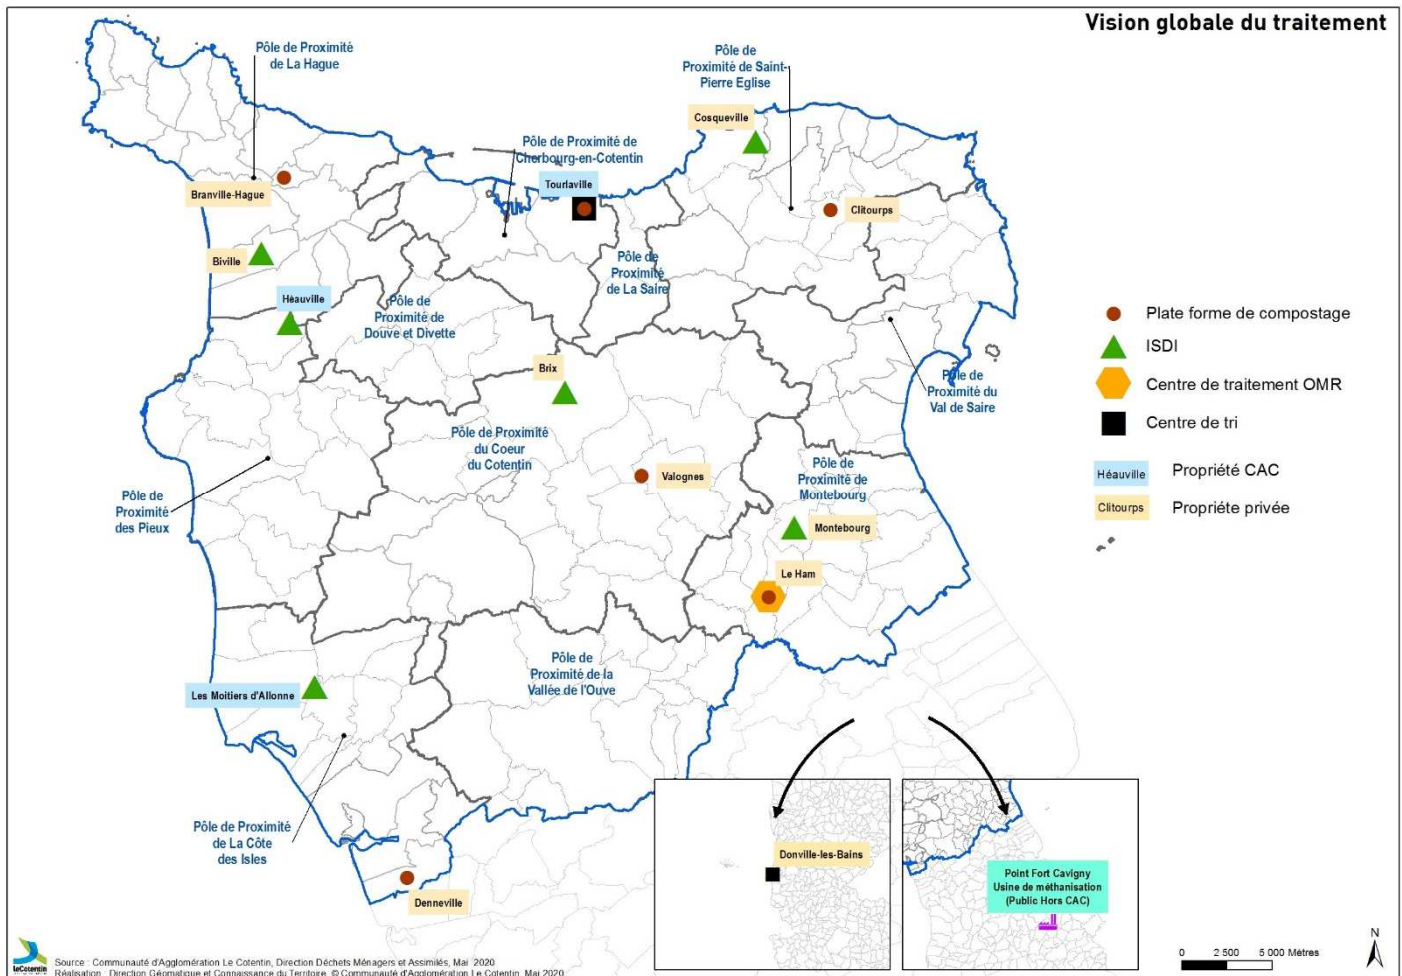 Vision globale du traitement
Pôle de Proximité
de La Hague
Pôle de
Proximité de Saint-
Pierre Eglise
Cosqueville
Pôle de Proximité de
Cherbourg-en-Cotentin
Tourlaville
Branville-Hague
Clitourps
Biville
Pôle de
Proximité
de La Saire
Héauville
Pôle de
Proximité de
Douve et Divette
Brix
Pôle de
Proximité du
Val de Saire
Pôle de Proximité
du Coeur
du Cotentin
Valognes
Pôle de
Proximité de
Montebourg
Pôle de
Proximité
des Pieux
Montebourg
Le Ham
Pôle de
Proximité de la
Vallée de l'Ouve
Les Moitiers d'Allonne
Pôle de Proximité
de La Côte
des Isles
Denneville
Donville-les-Bains
Point Fort Cavigny
Usine de méthanisation
(Public Hors CAC)
Plate forme de compostage
ISDI
Centre de traitement OMR
Centre de tri
Héauville
Propriété CAC
Clitourps
Propriéte privée
0 2 500 5 000 Métres
N
leCotentin
Source : Communauté d'Agglomération Le Cotentin, Direction Déchets Ménagers et Assimilés, Mai 2020
Réalisation : Direction Géomatique et Connaissance du Territoire, © Communauté d'Agglomération Le Cotentin, Mai 2020